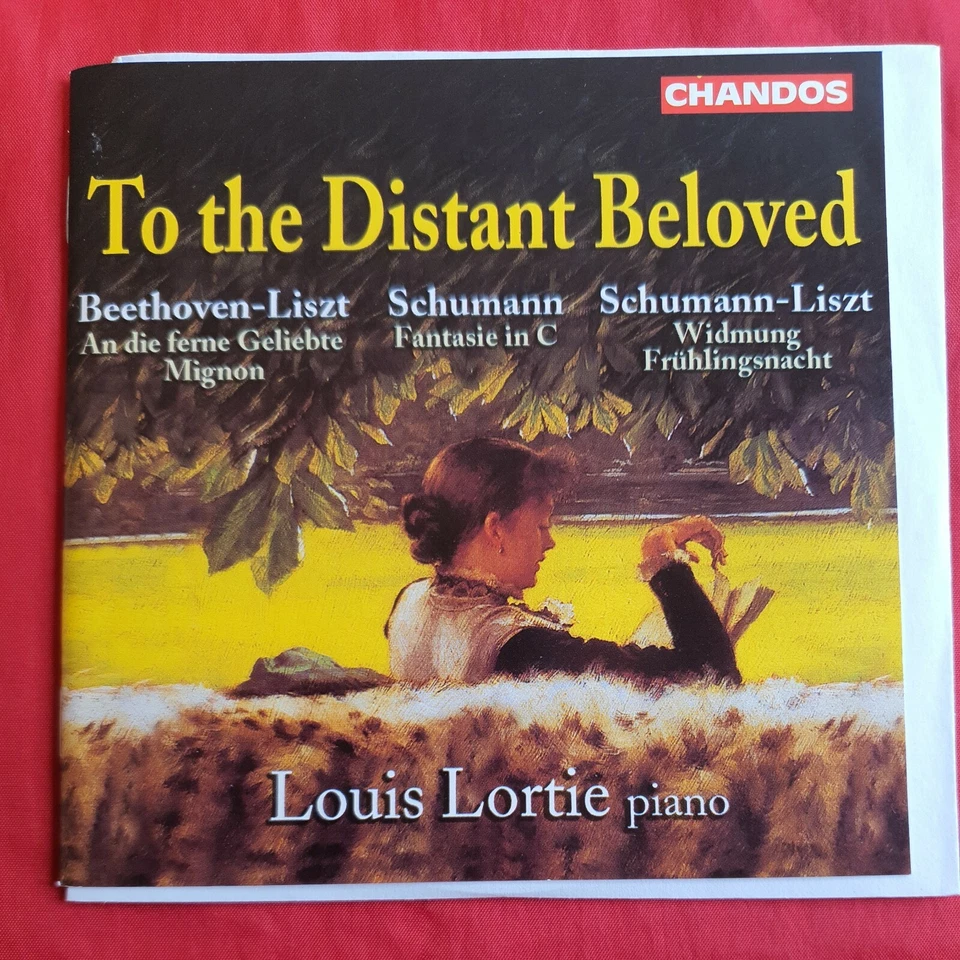 CHANDOS
To the Distant Beloved
Beethoven-Liszt
An die ferne Geliebte
Mignon
Schumann
Fantasie in C
Schumann-Liszt
Widmung
Frühlingsnacht
Louis Lortie piano